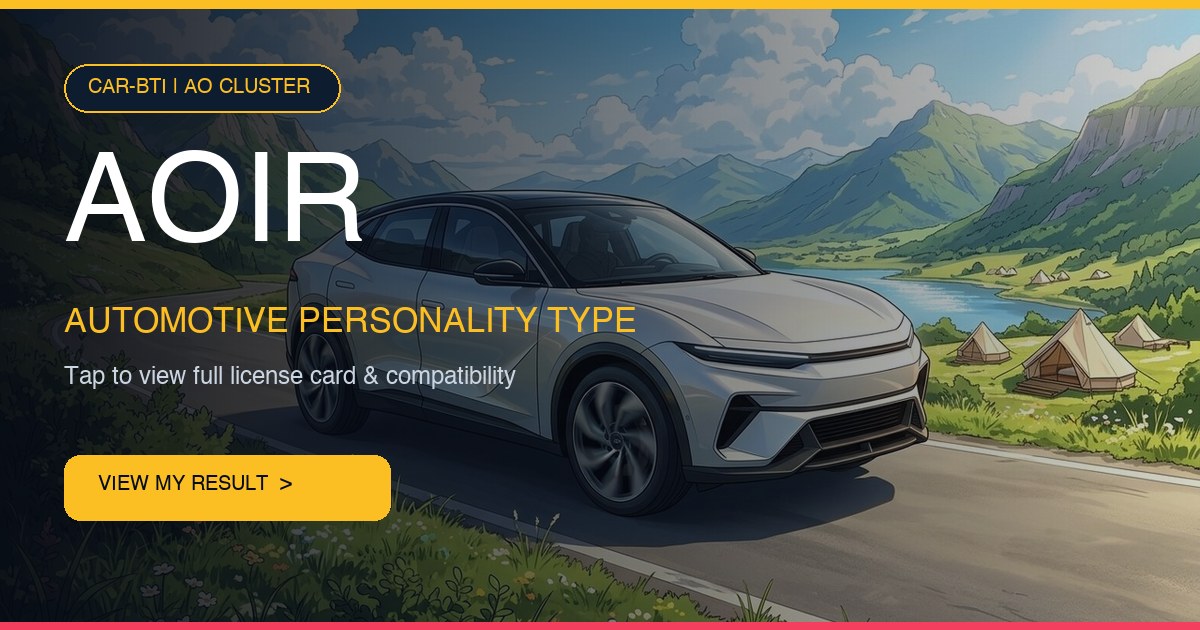 CAR-BTI | AO CLUSTER
AOIR
AUTOMOTIVE PERSONALITY TYPE
Tap to view full license card & compatibility
VIEW MY RESULT >